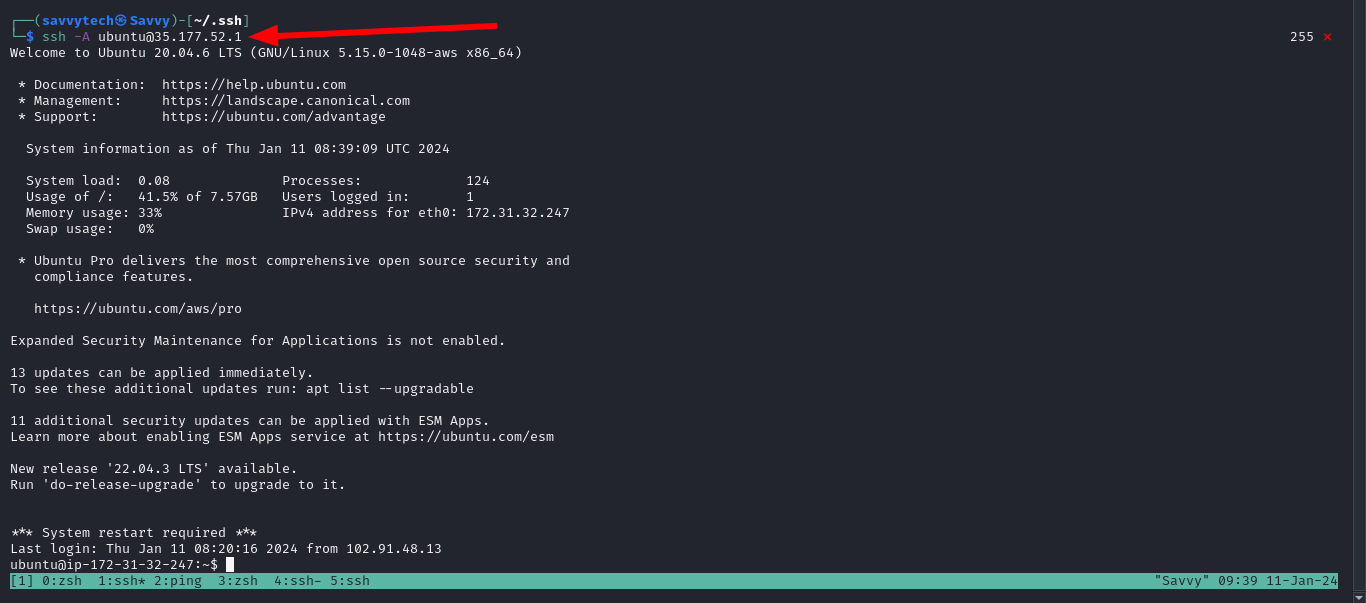 ┌──(savvytech㉿Savvy)-[~/.ssh]
└─$ ssh -A ubuntu@35.177.52.1 255 ⨯
Welcome to Ubuntu 20.04.6 LTS (GNU/Linux 5.15.0-1048-aws x86_64)
* Documentation: https://help.ubuntu.com
* Management: https://landscape.canonical.com
* Support: https://ubuntu.com/advantage
System information as of Thu Jan 11 08:39:09 UTC 2024
System load: 0.08 Processes: 124
Usage of /: 41.5% of 7.57GB Users logged in: 1
Memory usage: 33% IPv4 address for eth0: 172.31.32.247
Swap usage: 0%
* Ubuntu Pro delivers the most comprehensive open source security and
compliance features.
https://ubuntu.com/aws/pro
Expanded Security Maintenance for Applications is not enabled.
13 updates can be applied immediately.
To see these additional updates run: apt list --upgradable
11 additional security updates can be applied with ESM Apps.
Learn more about enabling ESM Apps service at https://ubuntu.com/esm
New release '22.04.3 LTS' available.
Run 'do-release-upgrade' to upgrade to it.
*** System restart required ***
Last login: Thu Jan 11 08:20:16 2024 from 102.91.48.13
ubuntu@ip-172-31-32-247:~$
[1] 0:zsh 1:ssh* 2:ping 3:zsh 4:ssh- 5:ssh "Savvy" 09:39 11-Jan-24